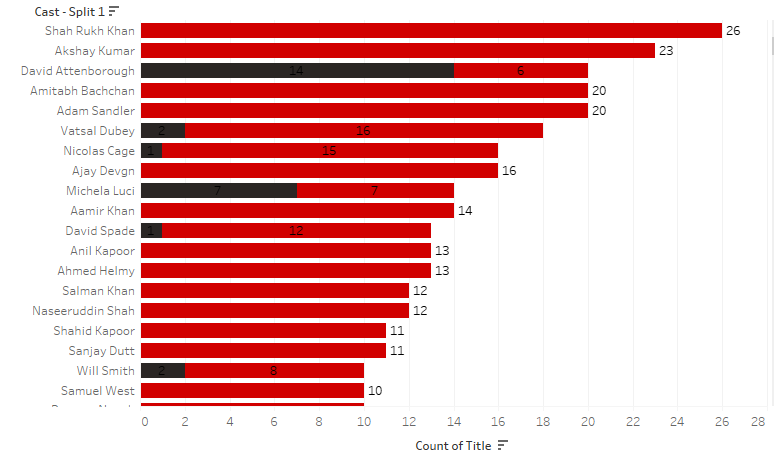 Cast - Split 1
Shah Rukh Khan 26
Akshay Kumar 23
David Attenborough 14 6
Amitabh Bachchan 20
Adam Sandler 20
Vatsal Dubey 2 16
Nicolas Cage 1 15
Ajay Devgn 16
Michela Luci 7 7
Aamir Khan 14
David Spade 1 12
Anil Kapoor 13
Ahmed Helmy 13
Salman Khan 12
Naseeruddin Shah 12
Shahid Kapoor 11
Sanjay Dutt 11
Will Smith 2 8
Samuel West 10
0 2 4 6 8 10 12 14 16 18 20 22 24 26 28
Count of Title